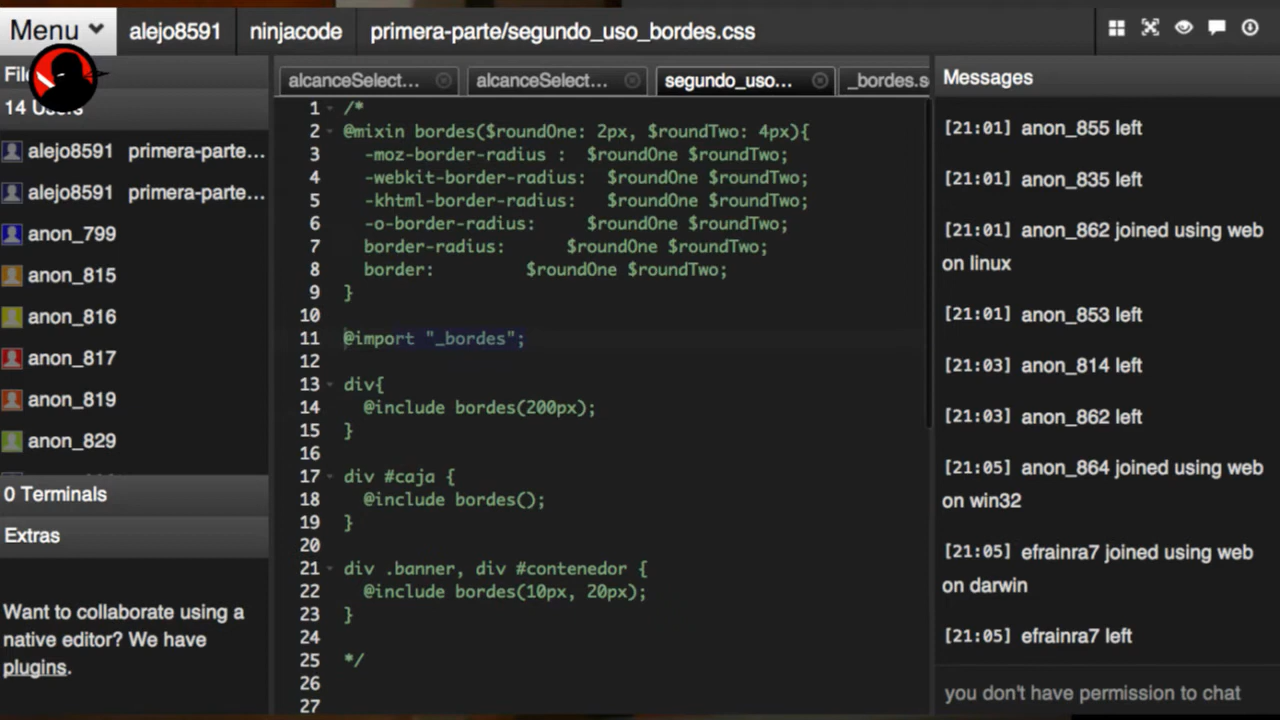 Menu alejo8591 ninjacode primera-parte/segundo_uso_bordes.css
14 Users
alejo8591 primera-parte...
alejo8591 primera-parte...
anon_799
anon_815
anon_816
anon_817
anon_819
anon_829
0 Terminals
Extras
Want to collaborate using a
native editor? We have
plugins.
alcanceSelect... alcanceSelect... segundo_uso... _bordes.s
1 /*
2 @mixin bordes($roundOne: 2px, $roundTwo: 4px){
3 -moz-border-radius : $roundOne $roundTwo;
4 -webkit-border-radius: $roundOne $roundTwo;
5 -khtml-border-radius: $roundOne $roundTwo;
6 -o-border-radius: $roundOne $roundTwo;
7 border-radius: $roundOne $roundTwo;
8 border: $roundOne $roundTwo;
9 }
10
11 @import "_bordes";
12
13 div{
14 @include bordes(200px);
15 }
16
17 div #caja {
18 @include bordes();
19 }
20
21 div .banner, div #contenedor {
22 @include bordes(10px, 20px);
23 }
24
25 */
26
27
Messages
[21:01] anon_855 left
[21:01] anon_835 left
[21:01] anon_862 joined using web
on linux
[21:01] anon_853 left
[21:03] anon_814 left
[21:03] anon_862 left
[21:05] anon_864 joined using web
on win32
[21:05] efrainra7 joined using web
on darwin
[21:05] efrainra7 left
you don't have permission to chat